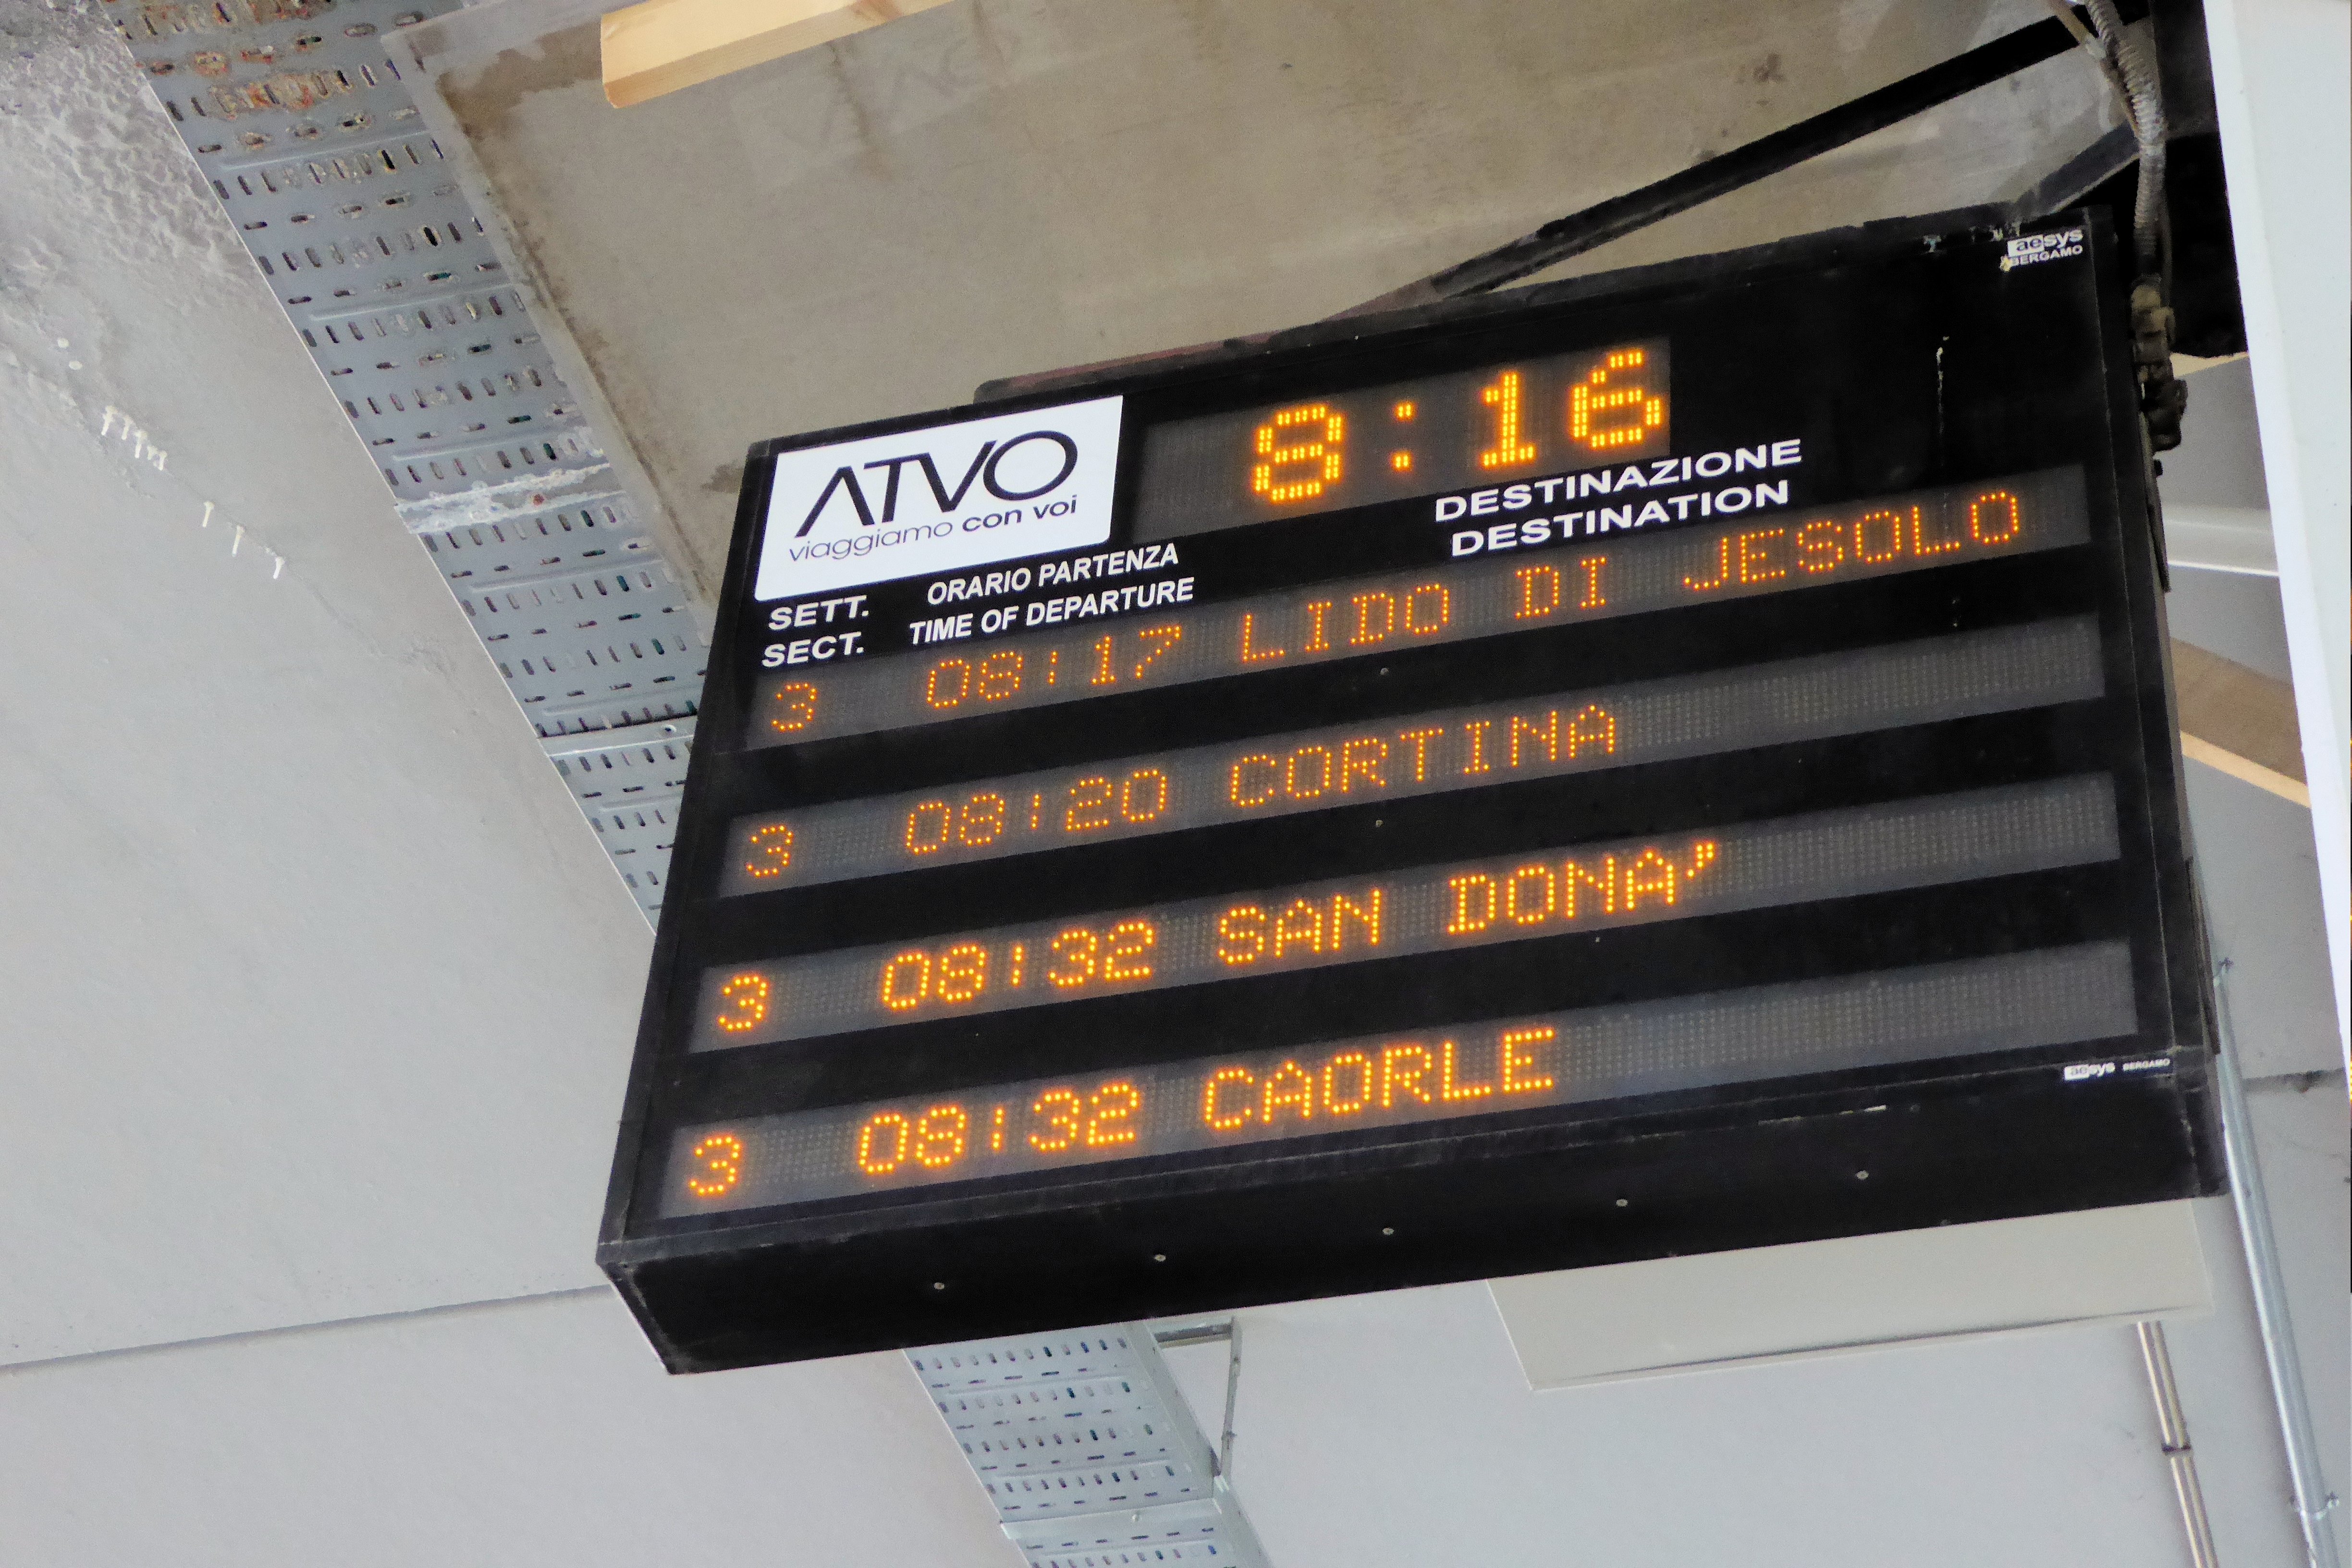 aesys
BERGAMO
ATVO
viaggiamo con voi
8:16
DESTINAZIONE
DESTINATION
ORARIO PARTENZA
TIME OF DEPARTURE
SETT.
SECT.
3 08:17 LIDO DI JESOLO
3 08:20 CORTINA
3 08:32 SAN DONA'
3 08:32 CAORLE
aesys BERGAMO